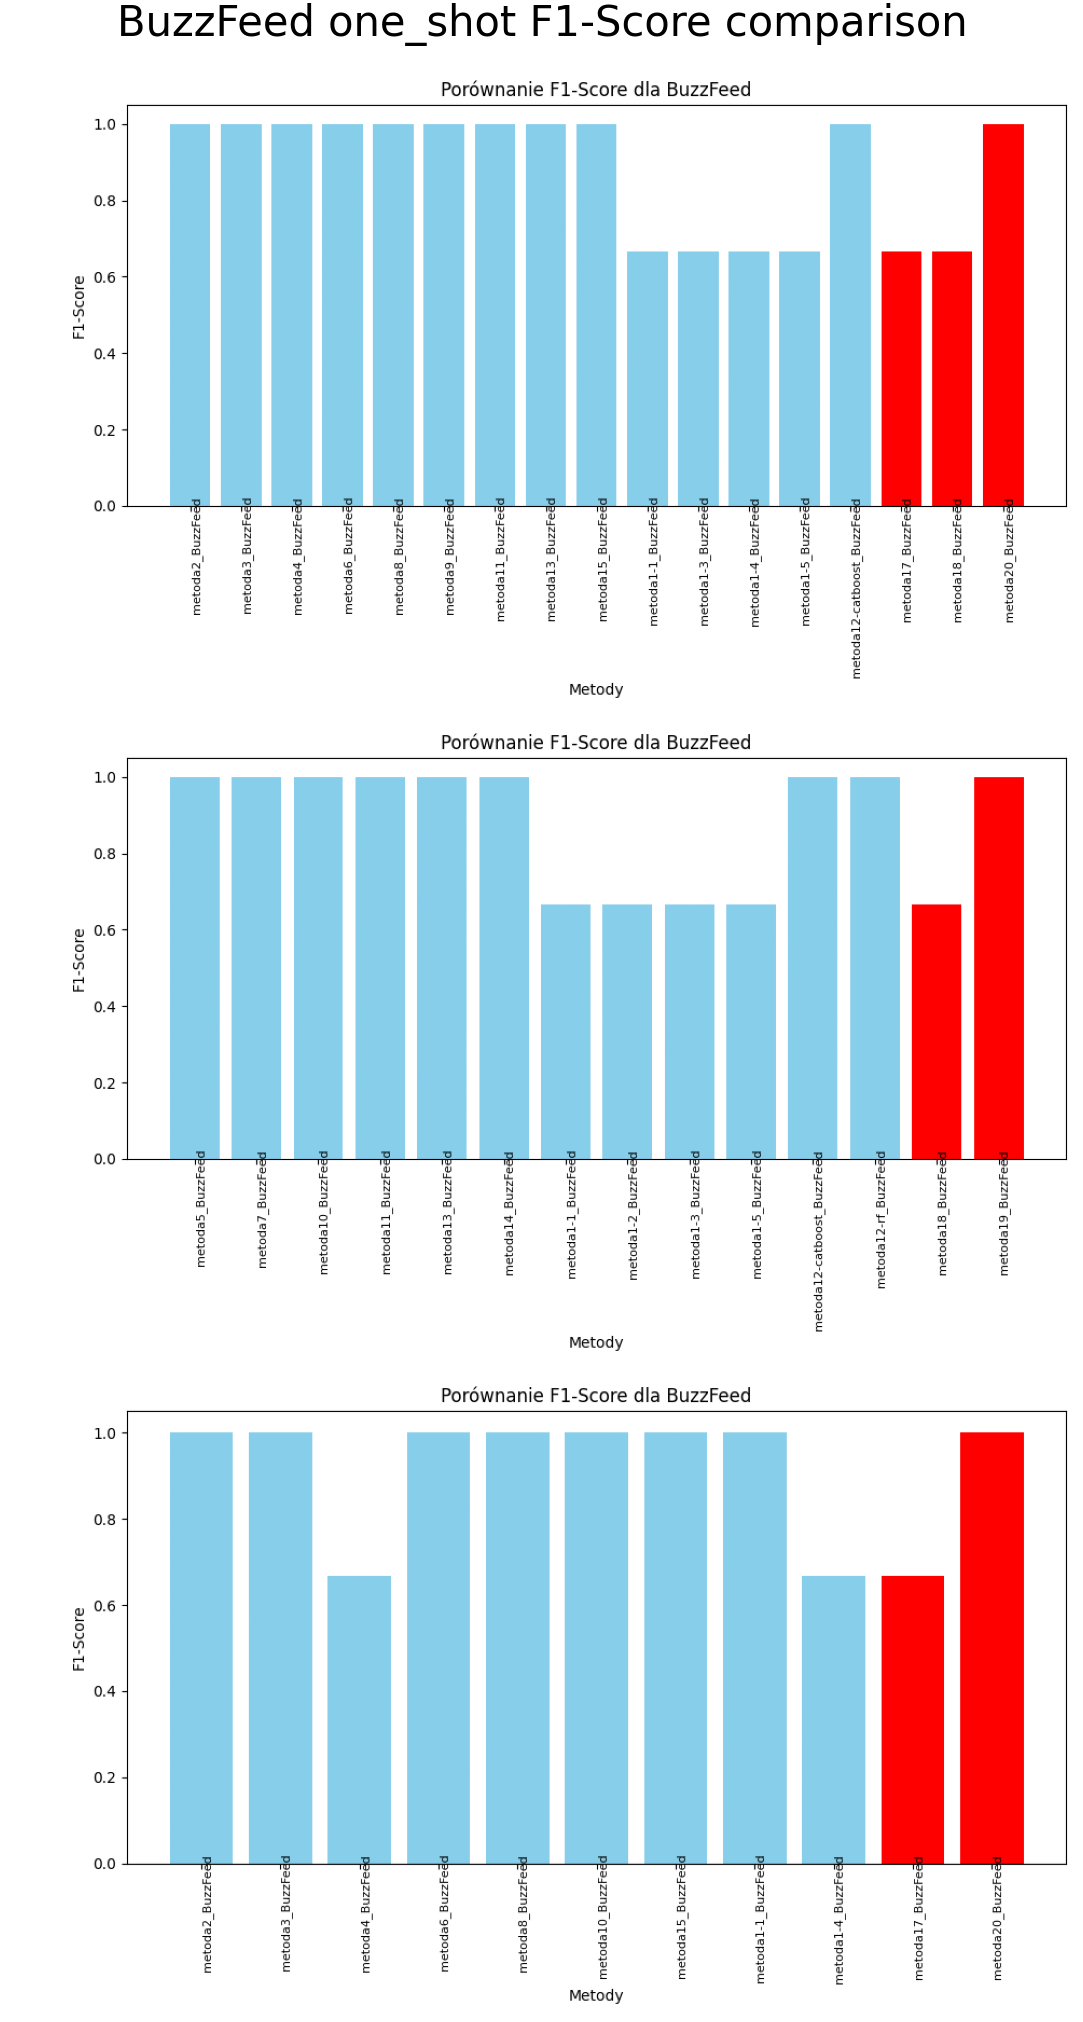 BuzzFeed one_shot F1-Score comparison
Porównanie F1-Score dla BuzzFeed
1.0
0.8
0.6
0.4
0.2
0.0
F1-Score
metoda2_BuzzFeed
metoda3_BuzzFeed
metoda4_BuzzFeed
metoda6_BuzzFeed
metoda8_BuzzFeed
metoda9_BuzzFeed
metoda11_BuzzFeed
metoda13_BuzzFeed
metoda15_BuzzFeed
metoda1-1_BuzzFeed
metoda1-3_BuzzFeed
metoda1-4_BuzzFeed
metoda1-5_BuzzFeed
metoda12-catboost_BuzzFeed
metoda17_BuzzFeed
metoda18_BuzzFeed
metoda20_BuzzFeed
Metody
Porównanie F1-Score dla BuzzFeed
1.0
0.8
0.6
0.4
0.2
0.0
F1-Score
metoda5_BuzzFeed
metoda7_BuzzFeed
metoda10_BuzzFeed
metoda11_BuzzFeed
metoda13_BuzzFeed
metoda14_BuzzFeed
metoda1-1_BuzzFeed
metoda1-2_BuzzFeed
metoda1-3_BuzzFeed
metoda1-5_BuzzFeed
metoda12-catboost_BuzzFeed
metoda12-rf_BuzzFeed
metoda18_BuzzFeed
metoda19_BuzzFeed
Metody
Porównanie F1-Score dla BuzzFeed
1.0
0.8
0.6
0.4
0.2
0.0
F1-Score
metoda2_BuzzFeed
metoda3_BuzzFeed
metoda4_BuzzFeed
metoda6_BuzzFeed
metoda8_BuzzFeed
metoda10_BuzzFeed
metoda15_BuzzFeed
metoda1-1_BuzzFeed
metoda1-4_BuzzFeed
metoda17_BuzzFeed
metoda20_BuzzFeed
Metody